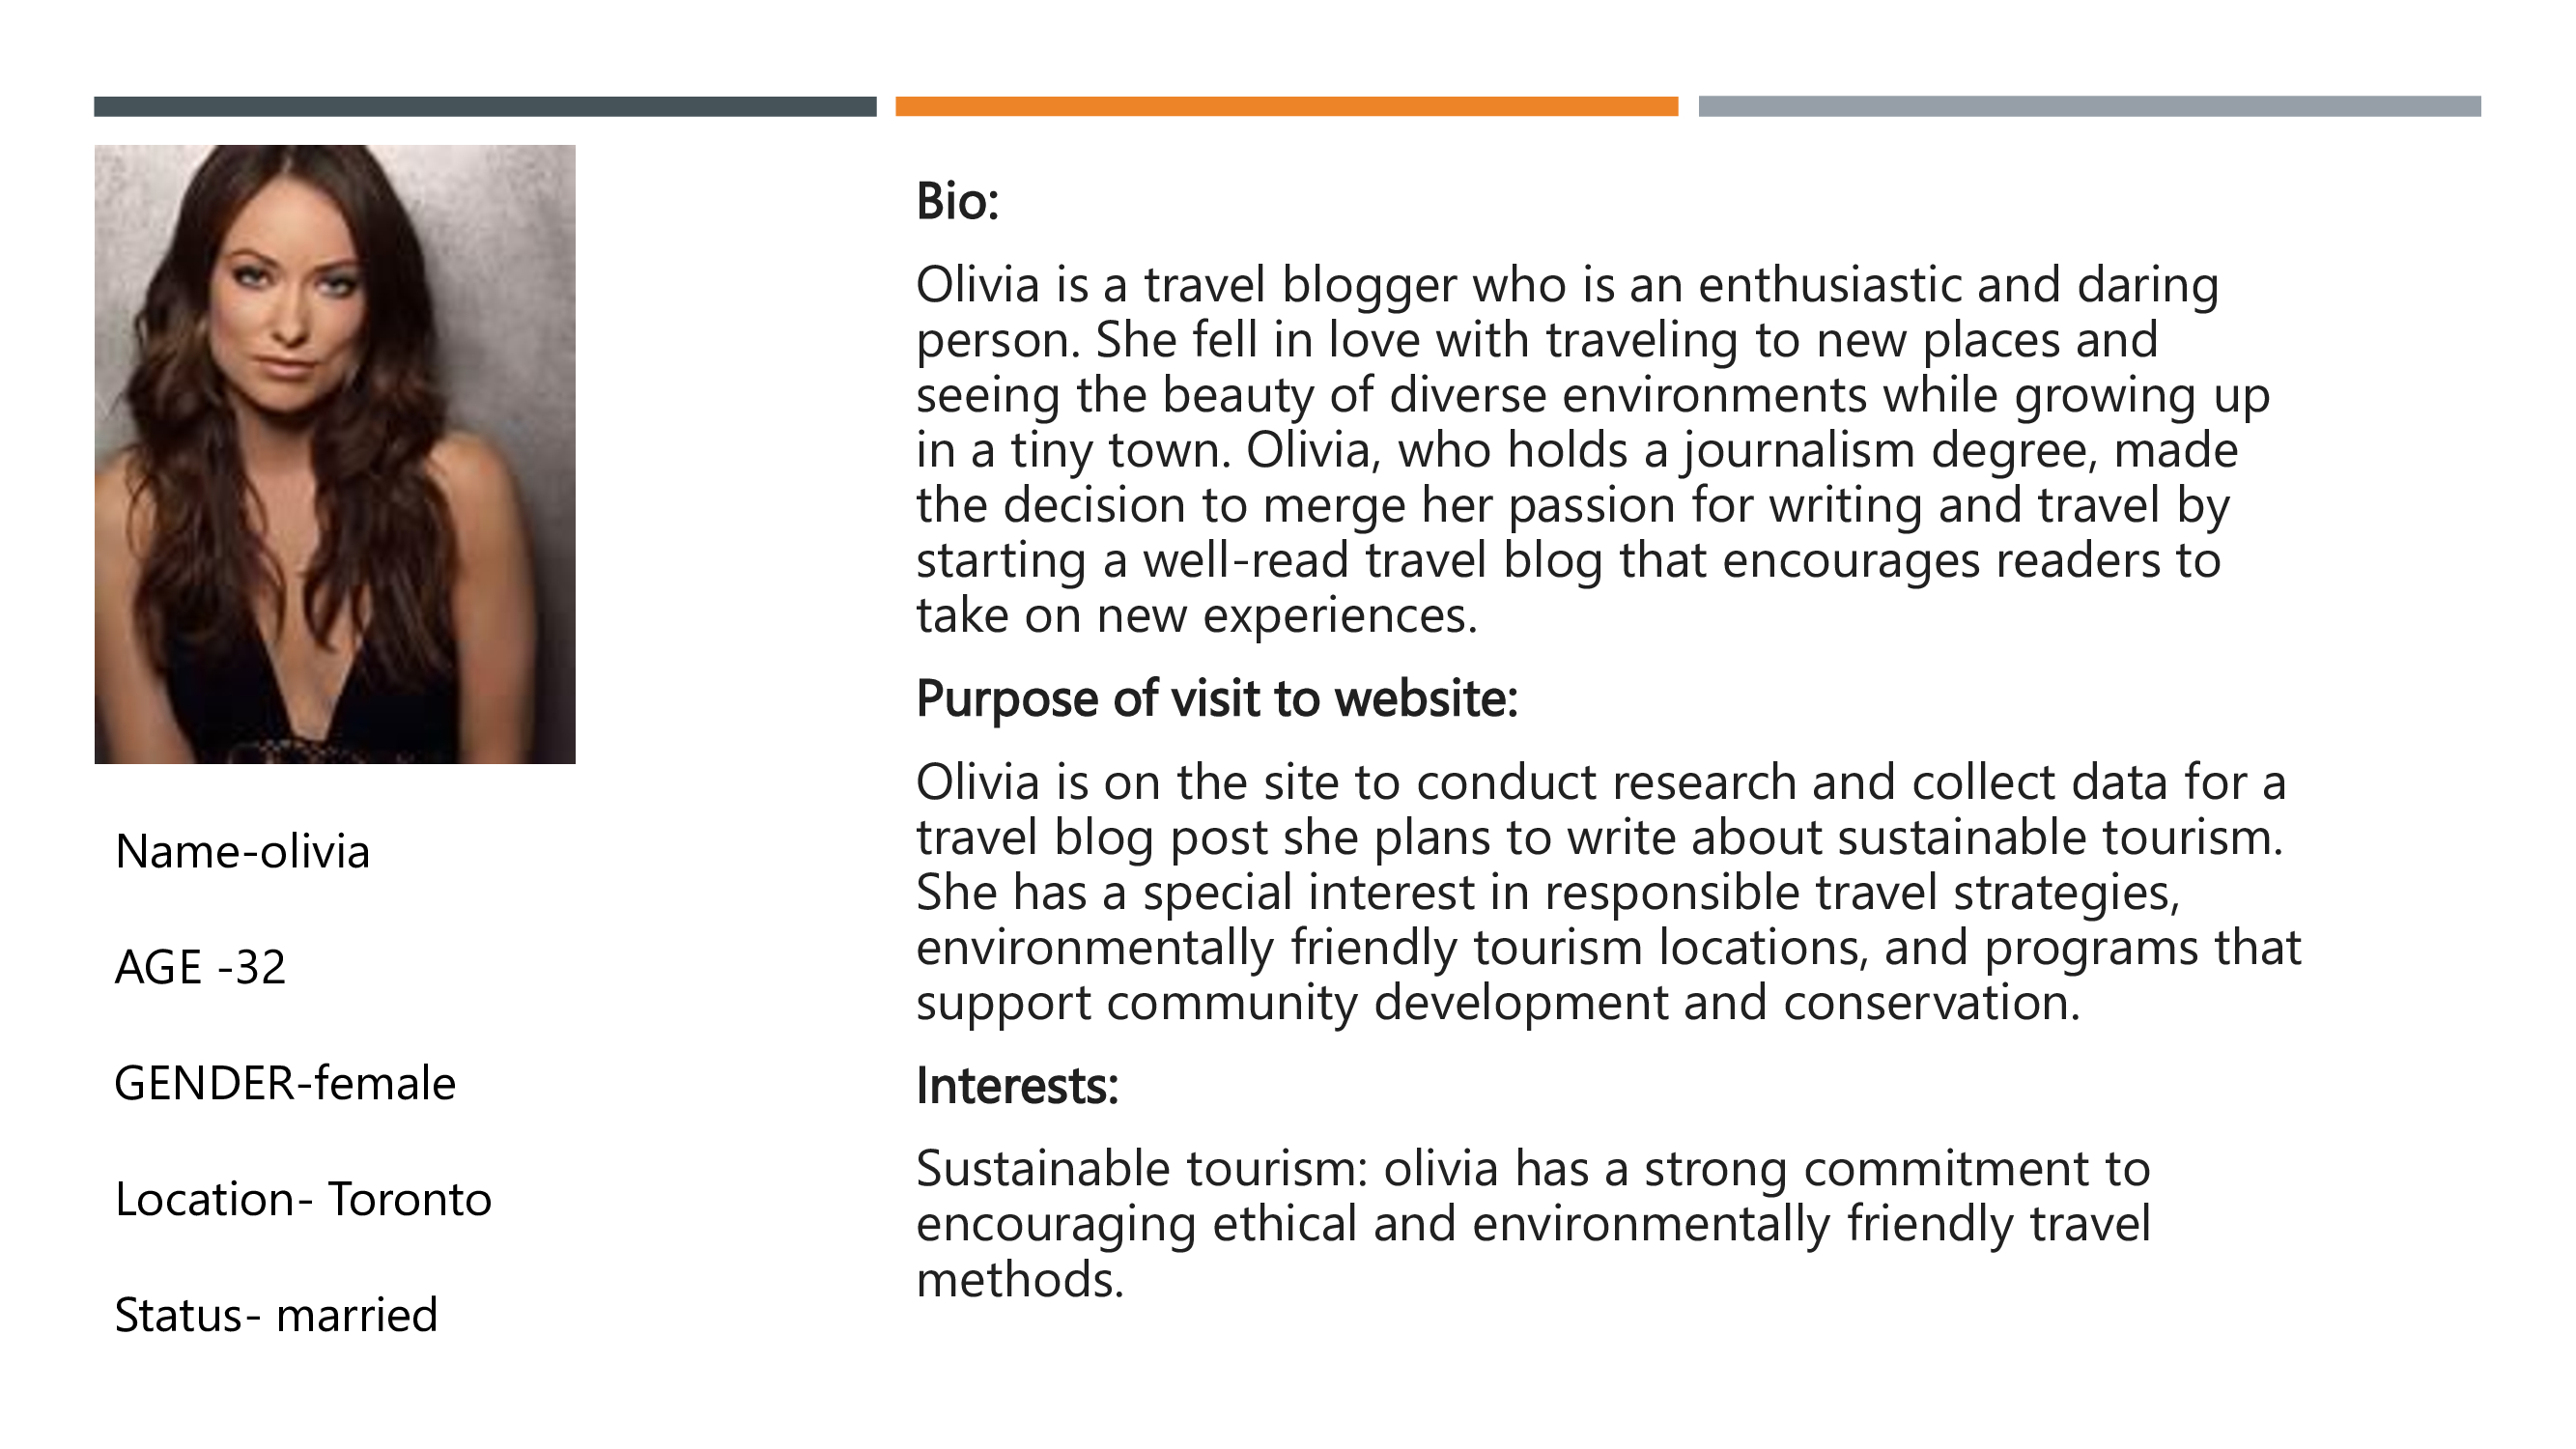 Name-olivia
AGE -32
GENDER-female
Location- Toronto
Status- married
Bio:
Olivia is a travel blogger who is an enthusiastic and daring
person. She fell in love with traveling to new places and
seeing the beauty of diverse environments while growing up
in a tiny town. Olivia, who holds a journalism degree, made
the decision to merge her passion for writing and travel by
starting a well-read travel blog that encourages readers to
take on new experiences.
Purpose of visit to website:
Olivia is on the site to conduct research and collect data for a
travel blog post she plans to write about sustainable tourism.
She has a special interest in responsible travel strategies,
environmentally friendly tourism locations, and programs that
support community development and conservation.
Interests:
Sustainable tourism: olivia has a strong commitment to
encouraging ethical and environmentally friendly travel
methods.